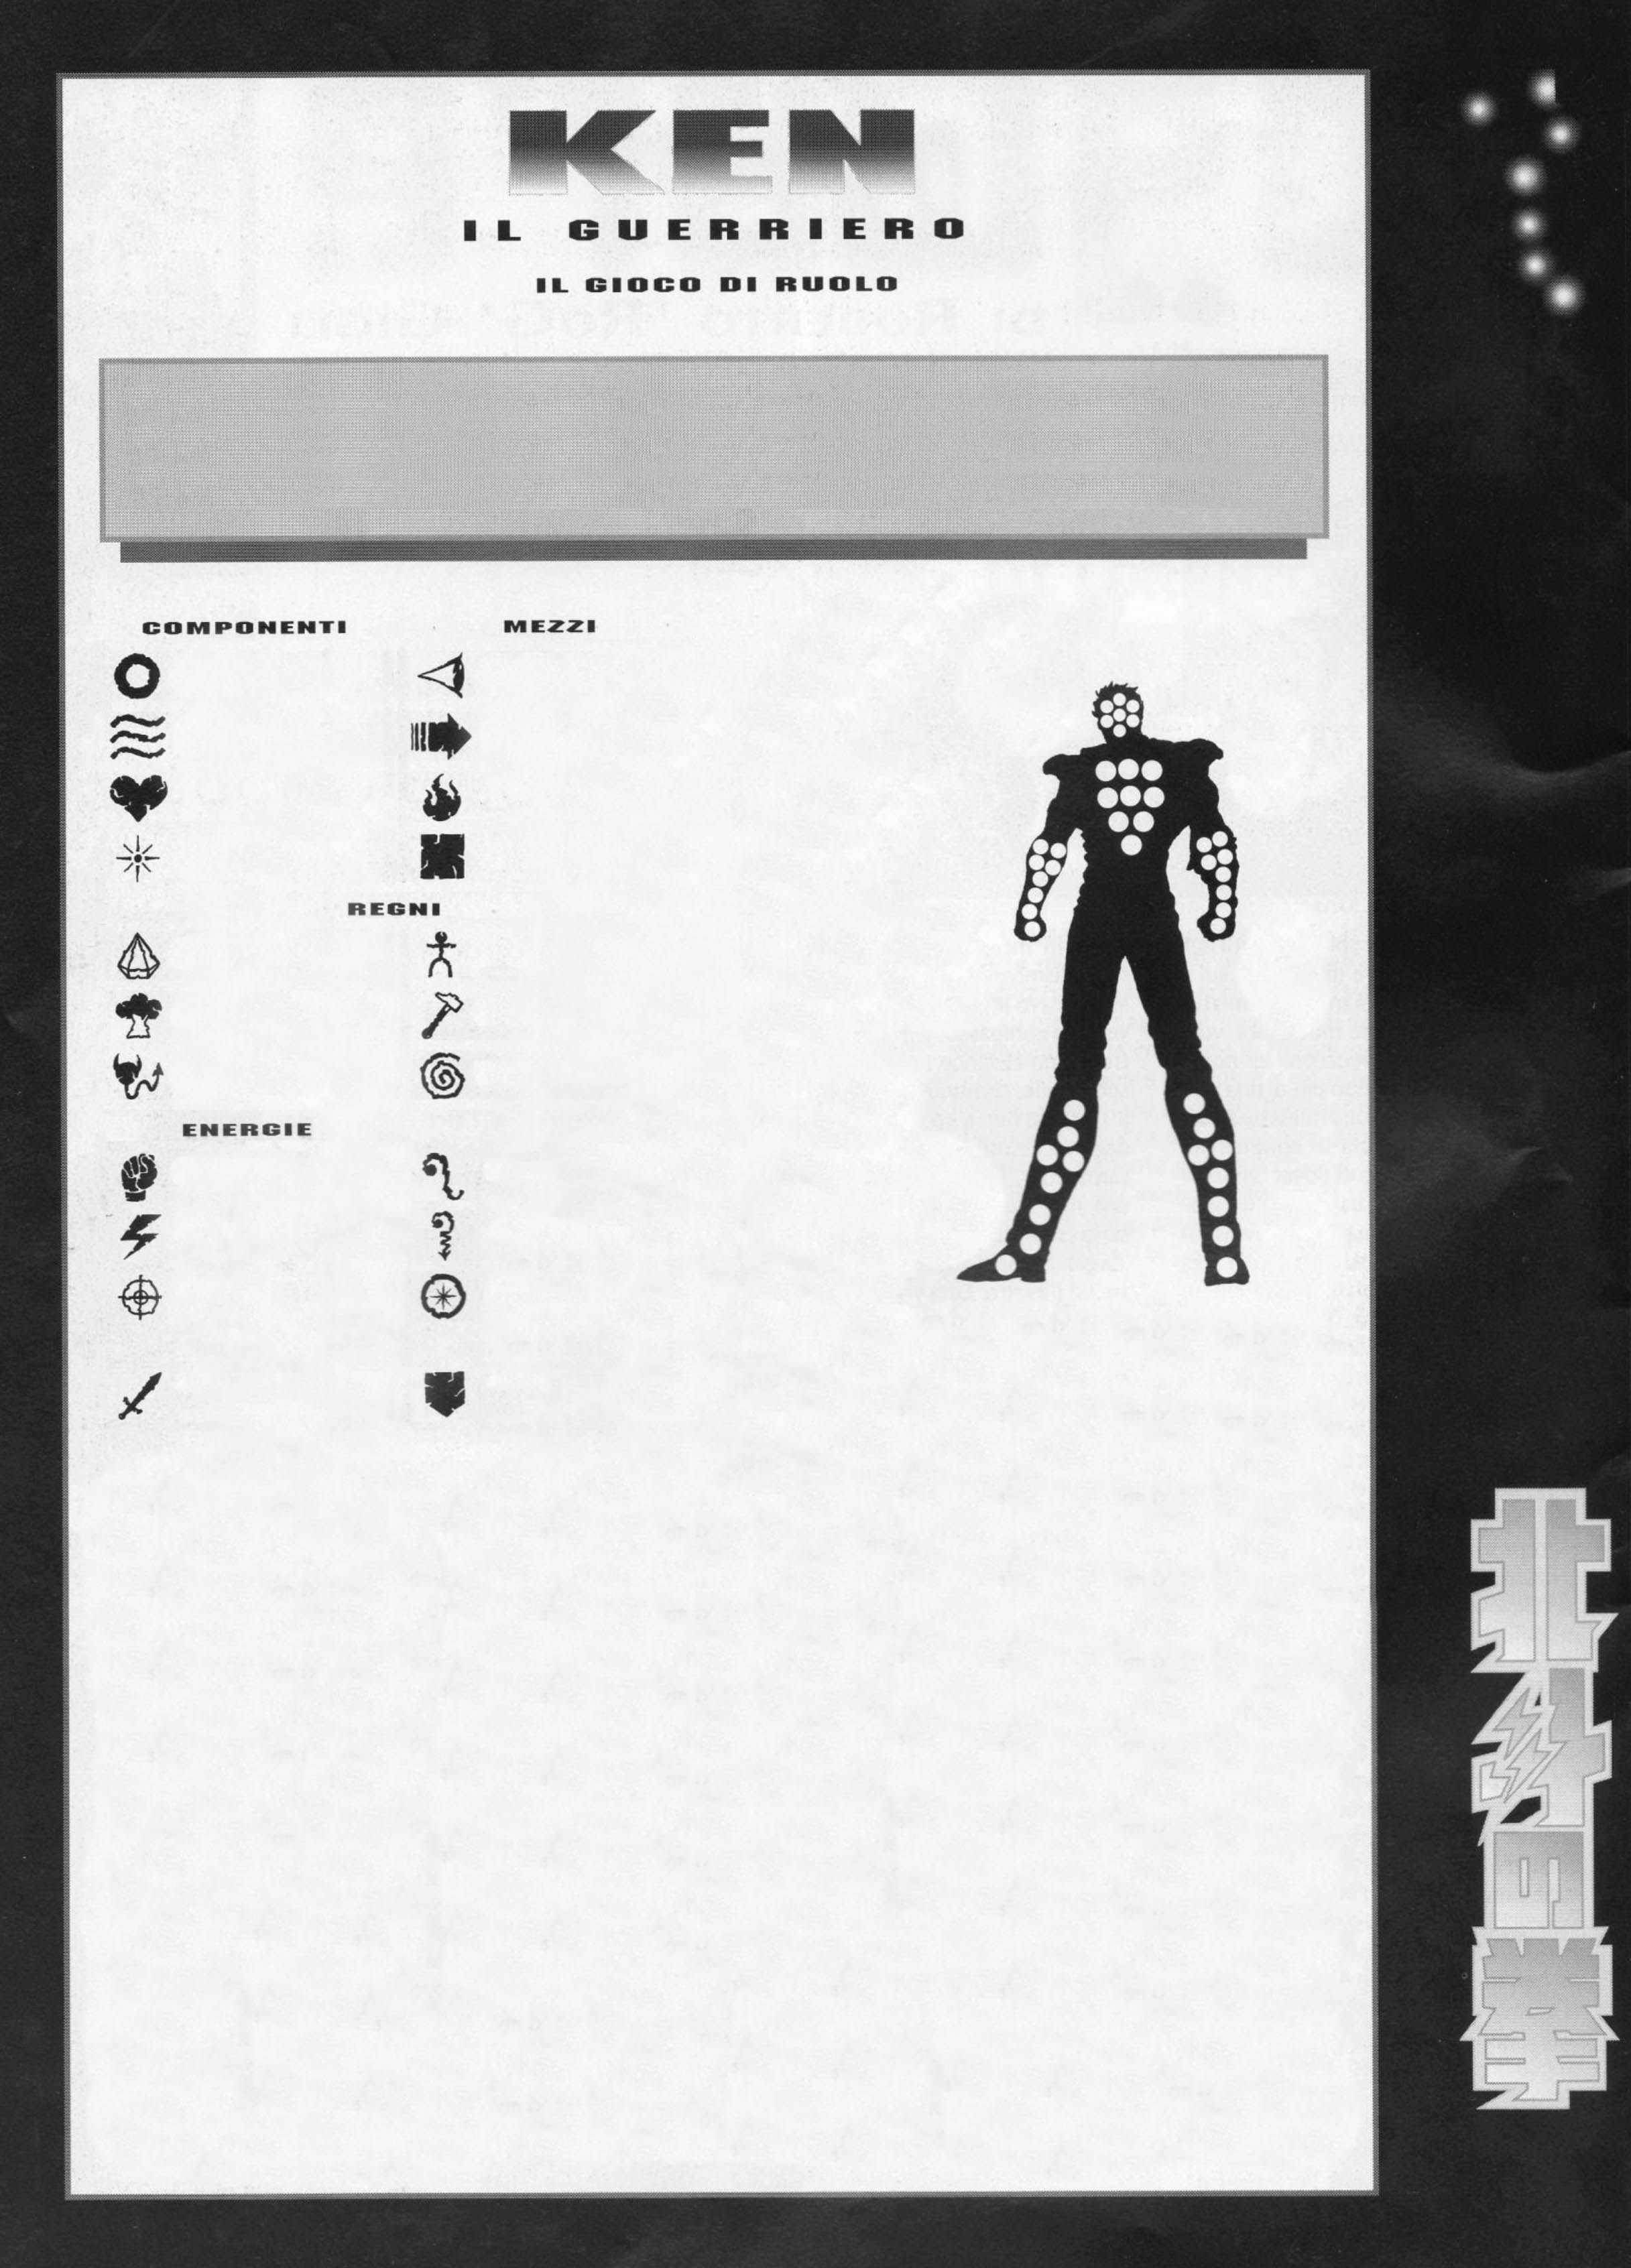 KEN
IL GUERRIERO
IL GIOCO DI RUOLO
COMPONENTI
MEZZI
REGNI
ENERGIE
北斗の拳